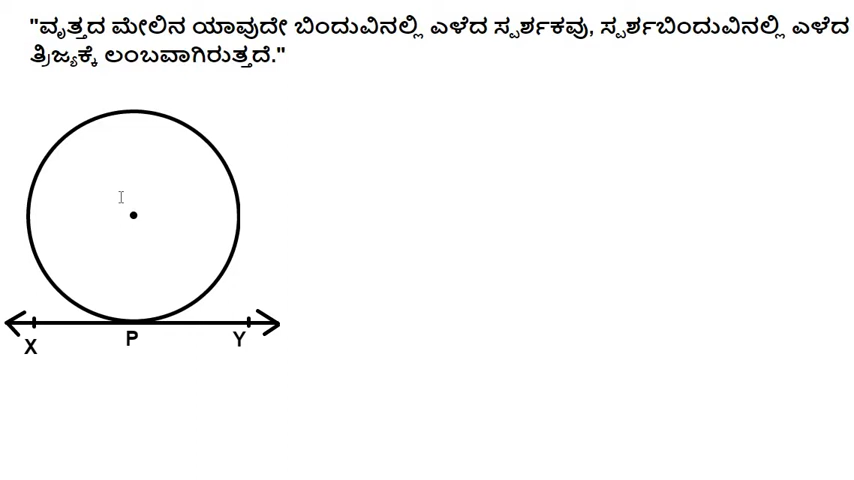 "ವೃತ್ತದ ಮೇಲಿನ ಯಾವುದೇ ಬಿಂದುವಿನಲ್ಲಿ ಎಳೆದ ಸ್ಪರ್ಶಕವು, ಸ್ಪರ್ಶಬಿಂದುವಿನಲ್ಲಿ ಎಳೆದ
ತ್ರಿಜ್ಯಕ್ಕೆ ಲಂಬವಾಗಿರುತ್ತದೆ."
X P Y